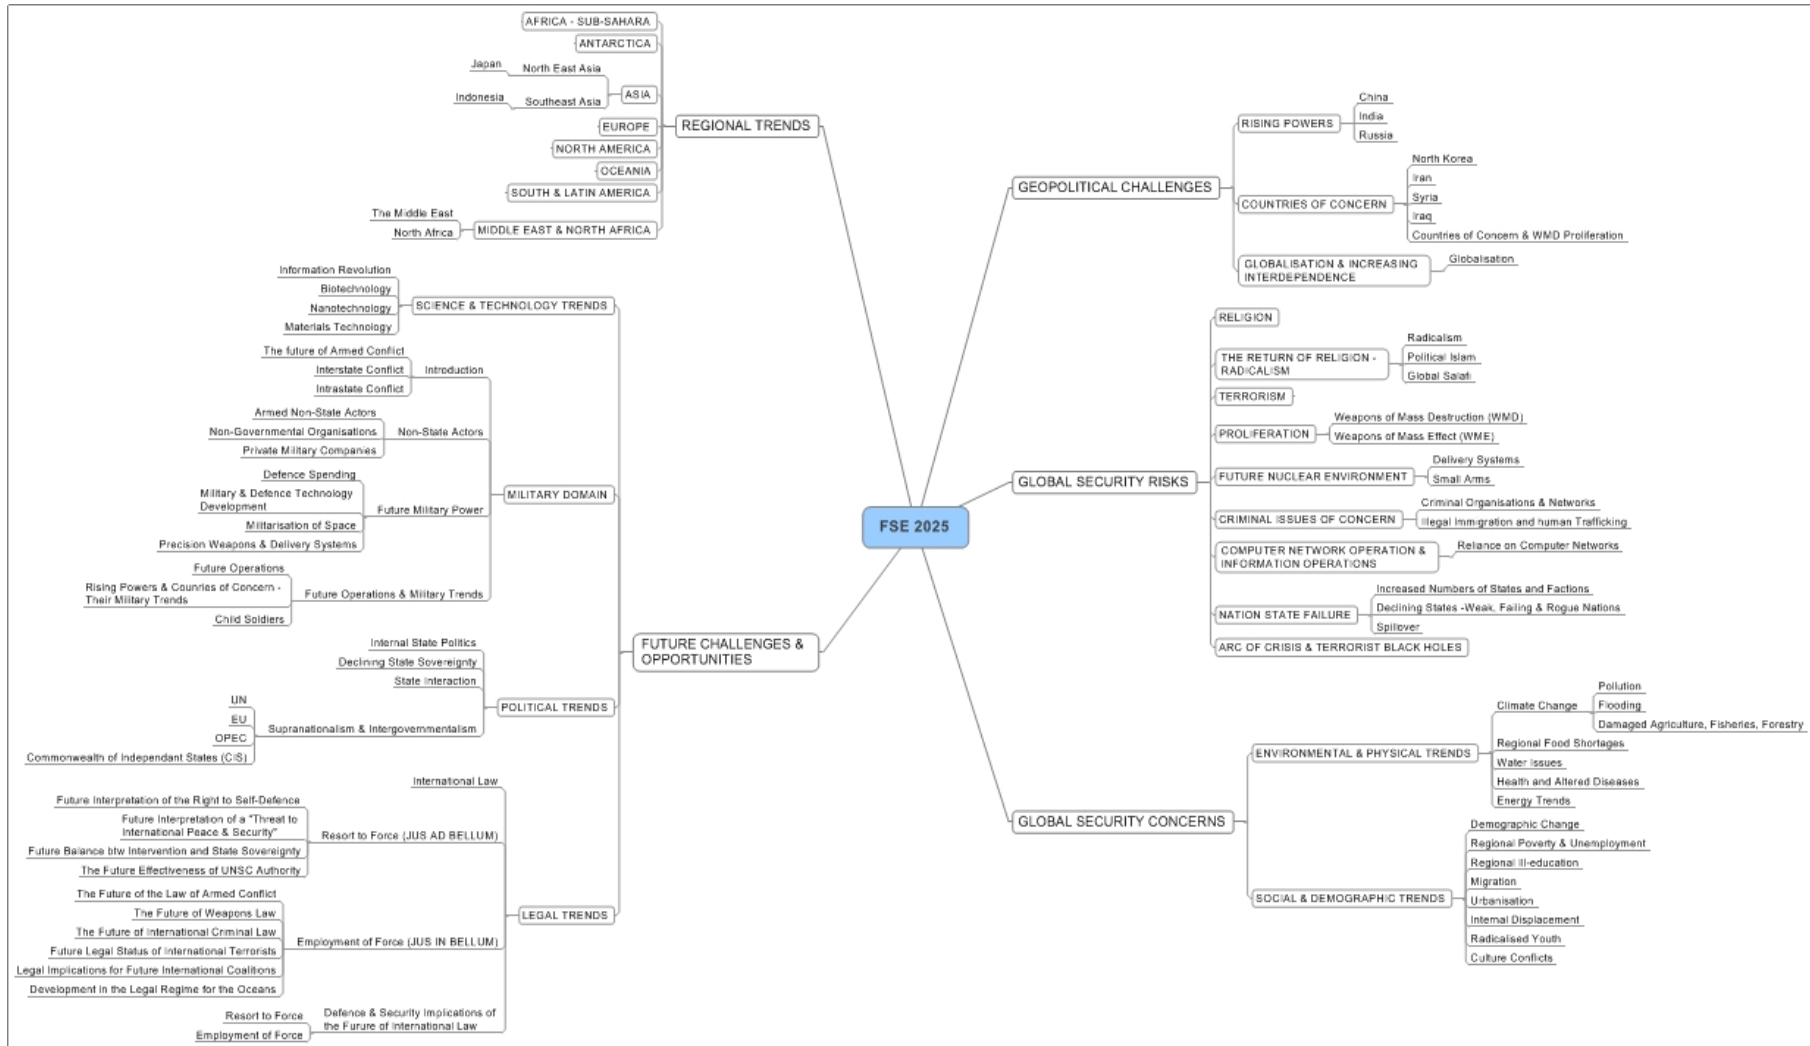 FSE 2025
REGIONAL TRENDS
AFRICA - SUB-SAHARA
ANTARCTICA
ASIA
North East Asia
Japan
Southeast Asia
Indonesia
EUROPE
NORTH AMERICA
OCEANIA
SOUTH & LATIN AMERICA
MIDDLE EAST & NORTH AFRICA
The Middle East
North Africa
FUTURE CHALLENGES &
OPPORTUNITIES
SCIENCE & TECHNOLOGY TRENDS
Information Revolution
Biotechnology
Nanotechnology
Materials Technology
MILITARY DOMAIN
Introduction
The future of Armed Conflict
Interstate Conflict
Intrastate Conflict
Non-State Actors
Armed Non-State Actors
Non-Governmental Organisations
Private Military Companies
Future Military Power
Defence Spending
Military & Defence Technology
Development
Militarisation of Space
Precision Weapons & Delivery Systems
Future Operations & Military Trends
Future Operations
Rising Powers & Counries of Concern -
Their Military Trends
Child Soldiers
POLITICAL TRENDS
Internal State Politics
Declining State Sovereignty
State Interaction
Supranationalism & Intergovernmentalism
UN
EU
OPEC
Commonwealth of Independant States (CIS)
LEGAL TRENDS
International Law
Resort to Force (JUS AD BELLUM)
Future Interpretation of the Right to Self-Defence
Future Interpretation of a "Threat to
International Peace & Security"
Future Balance btw Intervention and State Sovereignty
The Future Effectiveness of UNSC Authority
Employment of Force (JUS IN BELLUM)
The Future of the Law of Armed Conflict
The Future of Weapons Law
The Future of International Criminal Law
Future Legal Status of International Terrorists
Legal Implications for Future International Coalitions
Development in the Legal Regime for the Oceans
Defence & Security Implications of
the Furure of International Law
Resort to Force
Employment of Force
GEOPOLITICAL CHALLENGES
RISING POWERS
China
India
Russia
COUNTRIES OF CONCERN
North Korea
Iran
Syria
Iraq
Countries of Concern & WMD Proliferation
GLOBALISATION & INCREASING
INTERDEPENDENCE
Globalisation
GLOBAL SECURITY RISKS
RELIGION
THE RETURN OF RELIGION -
RADICALISM
Radicalism
Political Islam
Global Salafi
TERRORISM
PROLIFERATION
Weapons of Mass Destruction (WMD)
Weapons of Mass Effect (WME)
FUTURE NUCLEAR ENVIRONMENT
Delivery Systems
Small Arms
CRIMINAL ISSUES OF CONCERN
Criminal Organisations & Networks
Illegal Immigration and human Trafficking
COMPUTER NETWORK OPERATION &
INFORMATION OPERATIONS
Reliance on Computer Networks
NATION STATE FAILURE
Increased Numbers of States and Factions
Declining States -Weak, Failing & Rogue Nations
Spillover
ARC OF CRISIS & TERRORIST BLACK HOLES
GLOBAL SECURITY CONCERNS
ENVIRONMENTAL & PHYSICAL TRENDS
Climate Change
Pollution
Flooding
Damaged Agriculture, Fisheries, Forestry
Regional Food Shortages
Water Issues
Health and Altered Diseases
Energy Trends
SOCIAL & DEMOGRAPHIC TRENDS
Demographic Change
Regional Poverty & Unemployment
Regional Ill-education
Migration
Urbanisation
Internal Displacement
Radicalised Youth
Culture Conflicts